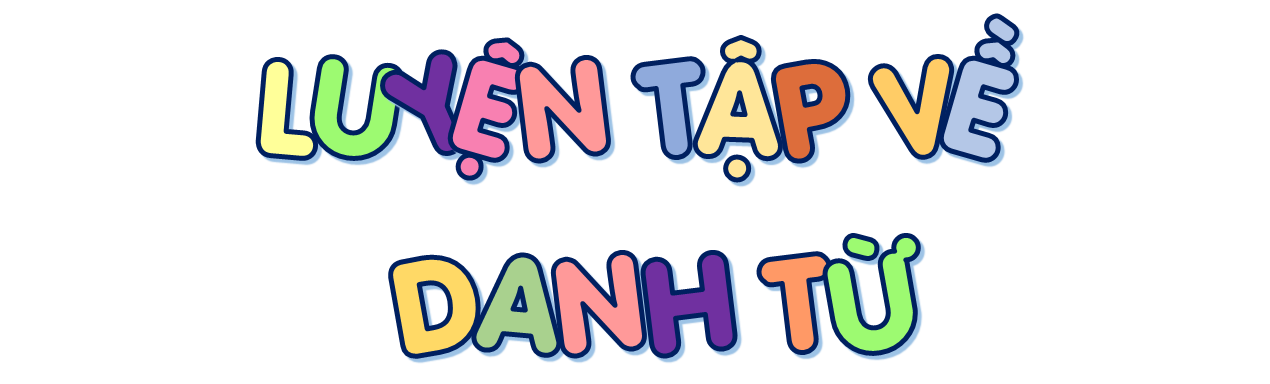 LUYỆN TẬP VỀ
DANH TỪ